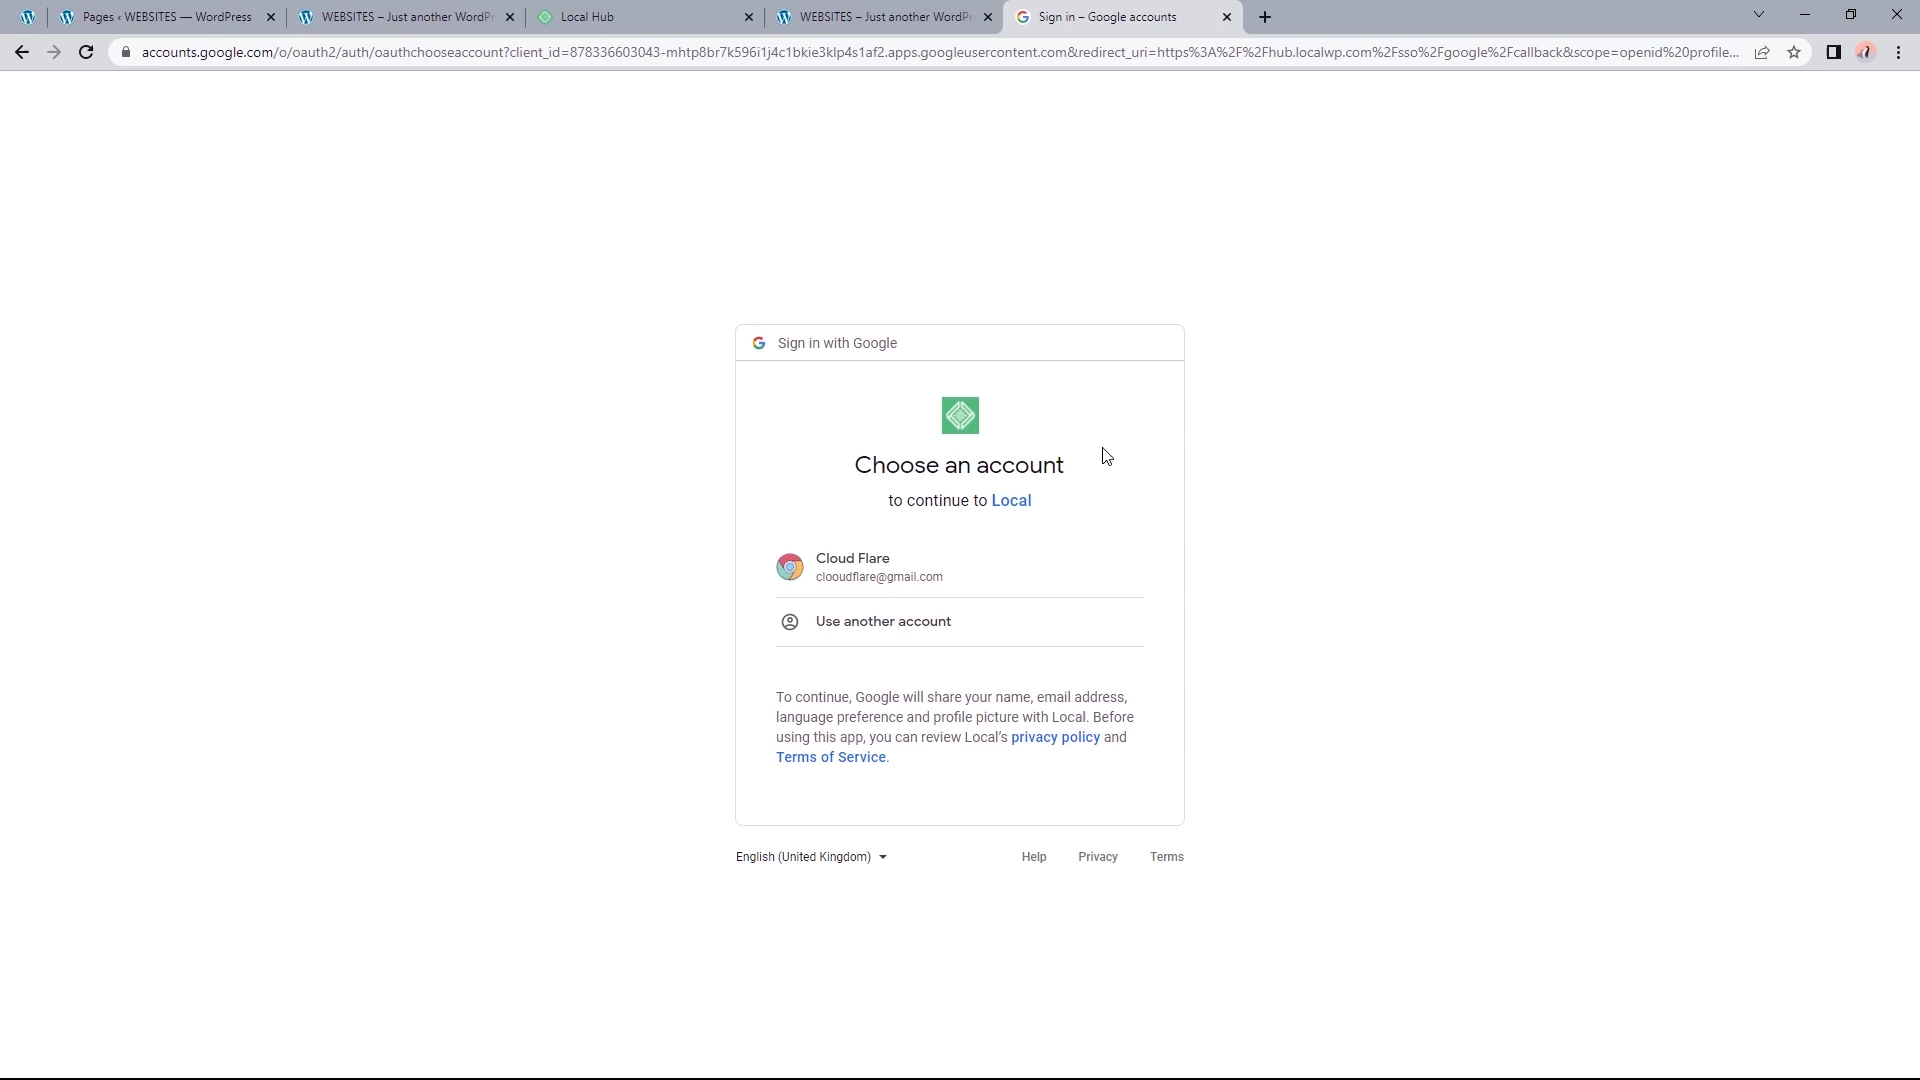 Pages ‹ WEBSITES — WordPress
WEBSITES – Just another WordPr
Local Hub
WEBSITES – Just another WordPr
Sign in – Google accounts
accounts.google.com/o/oauth2/auth/oauthchooseaccount?client_id=878336603043-mhtp8br7k596i1j4c1bkie3klp4s1af2.apps.googleusercontent.com&redirect_uri=https%3A%2F%2Fhub.localwp.com%2Fsso%2Fgoogle%2Fcallback&scope=openid%20profile...
Sign in with Google
Choose an account
to continue to Local
Cloud Flare
clooudflare@gmail.com
Use another account
To continue, Google will share your name, email address,
language preference and profile picture with Local. Before
using this app, you can review Local's privacy policy and
Terms of Service.
English (United Kingdom)
Help
Privacy
Terms